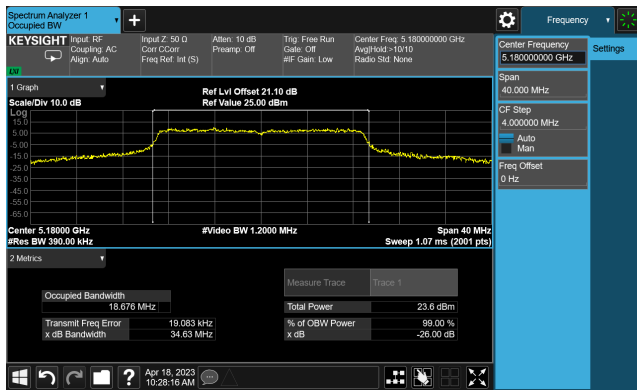 Spectrum Analyzer 1
Occupied BW
Frequency
KEYSIGHT
Input: RF
Coupling: AC
Align: Auto
Input Z: 50 Ω
Corr CCorr
Freq Ref: Int (S)
Atten: 10 dB
Preamp: Off
Trig: Free Run
Gate: Off
#IF Gain: Low
Center Freq: 5.180000000 GHz
Avg|Hold:>10/10
Radio Std: None
LXI
Center Frequency
5.180000000 GHz
Settings
Span
40.000 MHz
CF Step
4.000000 MHz
Auto
Man
Freq Offset
0 Hz
1 Graph
Scale/Div 10.0 dB
Ref Lvl Offset 21.10 dB
Ref Value 25.00 dBm
Log
15.0
5.00
-5.00
-15.0
-25.0
-35.0
-45.0
-55.0
-65.0
Center 5.18000 GHz
#Video BW 1.2000 MHz
Span 40 MHz
#Res BW 390.00 kHz
Sweep 1.07 ms (2001 pts)
2 Metrics
Measure Trace
Trace 1
Occupied Bandwidth
18.676 MHz
Total Power
23.6 dBm
Transmit Freq Error
19.083 kHz
% of OBW Power
99.00 %
x dB Bandwidth
34.63 MHz
x dB
-26.00 dB
?
Apr 18, 2023
10:28:16 AM